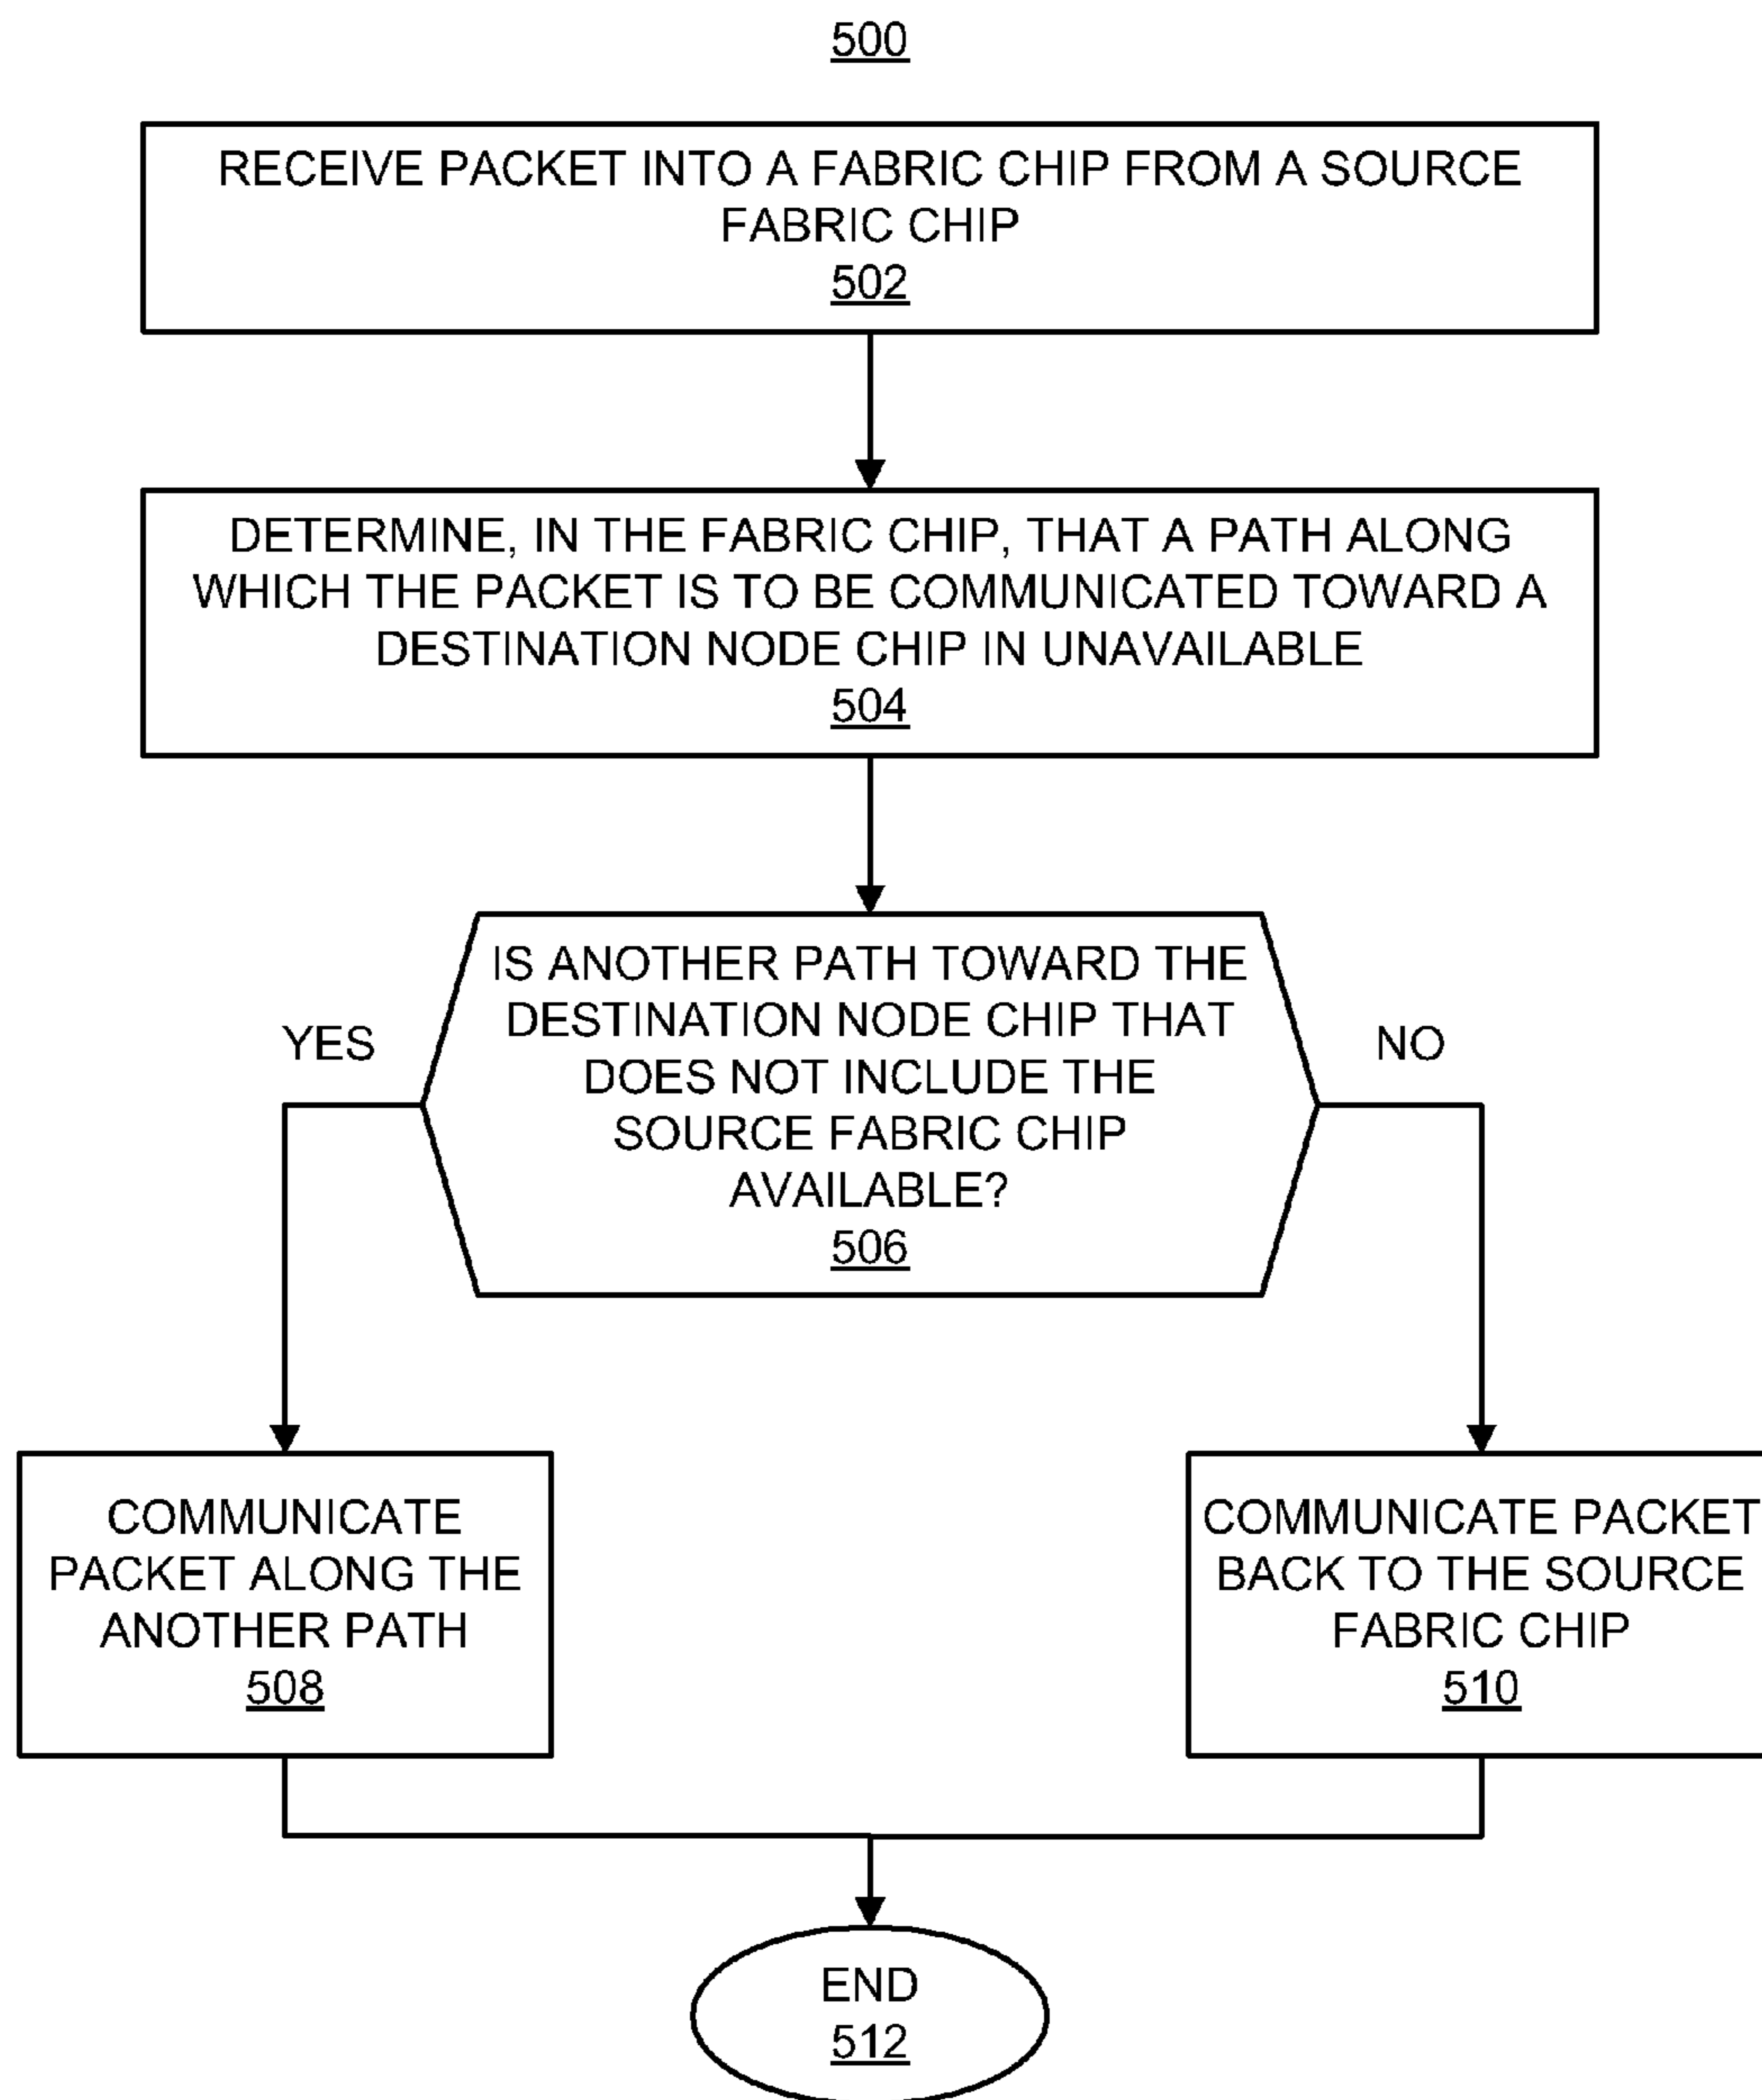 500
RECEIVE PACKET INTO A FABRIC CHIP FROM A SOURCE
FABRIC CHIP
502
DETERMINE, IN THE FABRIC CHIP, THAT A PATH ALONG
WHICH THE PACKET IS TO BE COMMUNICATED TOWARD A
DESTINATION NODE CHIP IN UNAVAILABLE
504
IS ANOTHER PATH TOWARD THE
DESTINATION NODE CHIP THAT
DOES NOT INCLUDE THE
SOURCE FABRIC CHIP
AVAILABLE?
506
YES
NO
COMMUNICATE
PACKET ALONG THE
ANOTHER PATH
508
COMMUNICATE PACKET
BACK TO THE SOURCE
FABRIC CHIP
510
END
512